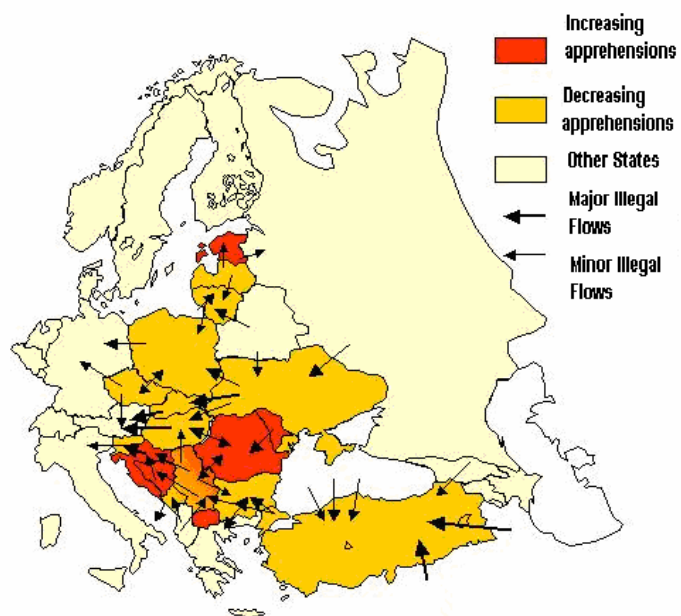 Increasing
apprehensions
Decreasing
apprehensions
Other States
Major Illegal
Flows
Minor Illegal
Flows